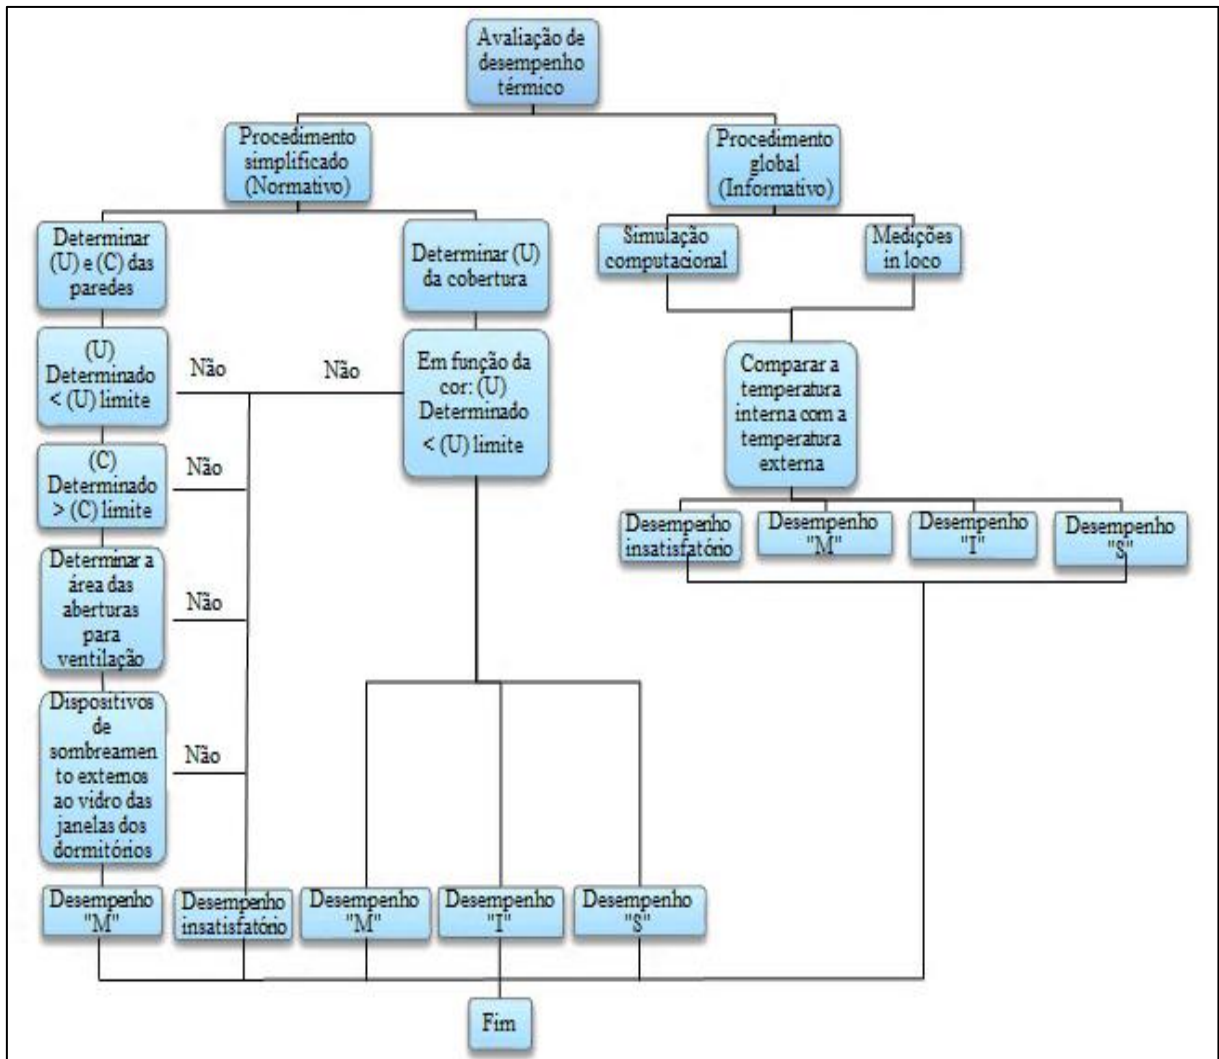 Avaliação de
desempenho
térmico
Procedimento
simplificado
(Normativo)
Procedimento
global
(Informativo)
Determinar
(U) e (C) das
paredes
Determinar (U)
da cobertura
Simulação
computacional
Medições
in loco
(U)
Determinado
< (U) limite
Não
Não
Em função da
cor: (U)
Determinado
< (U) limite
Comparar a
temperatura
interna com a
temperatura
externa
(C)
Determinado
> (C) limite
Não
Desempenho
insatisfatório
Desempenho
"M"
Desempenho
"I"
Desempenho
"S"
Determinar a
área das
aberturas
para
ventilação
Não
Dispositivos
de
sombreamen
to externos
ao vidro das
janelas dos
dormitórios
Não
Desempenho
"M"
Desempenho
insatisfatório
Desempenho
"M"
Desempenho
"I"
Desempenho
"S"
Fim